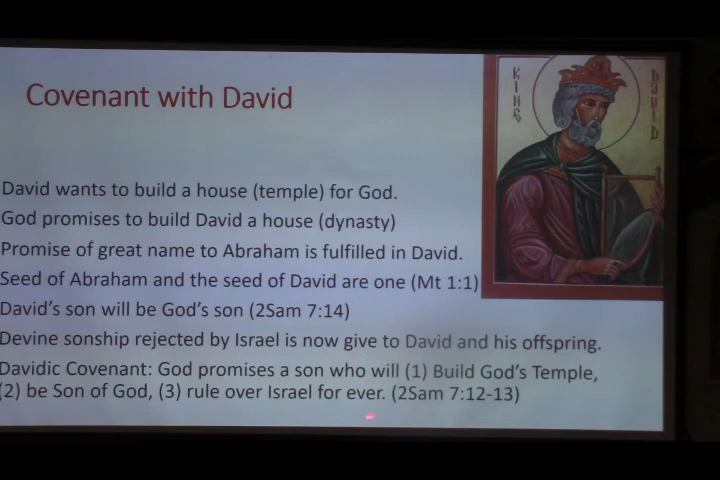 Covenant with David
KING
DAVID
David wants to build a house (temple) for God.
God promises to build David a house (dynasty)
Promise of great name to Abraham is fulfilled in David.
Seed of Abraham and the seed of David are one (Mt 1:1)
David's son will be God's son (2Sam 7:14)
Devine sonship rejected by Israel is now give to David and his offspring.
Davidic Covenant: God promises a son who will (1) Build God's Temple,
(2) be Son of God, (3) rule over Israel for ever. (2Sam 7:12-13)